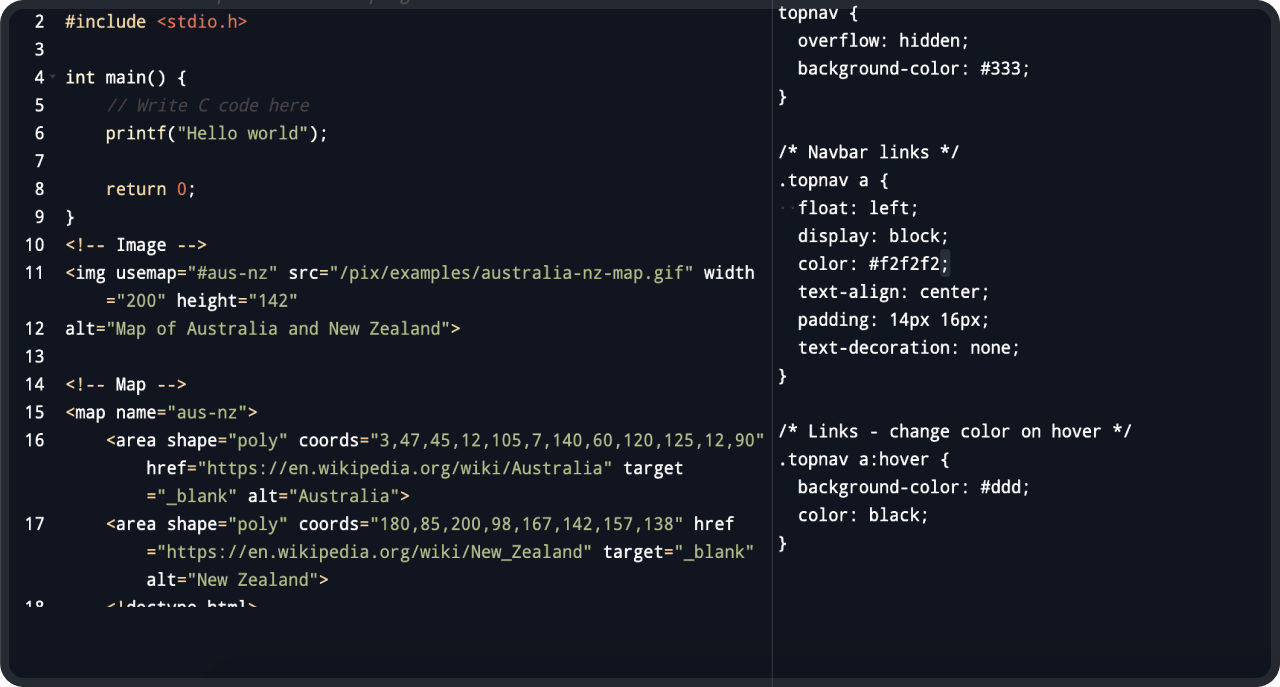 2 #include <stdio.h>
3
4 int main() {
5 // Write C code here
6 printf("Hello world");
7
8 return 0;
9 }
10 <!-- Image -->
11 <img usemap="#aus-nz" src="/pix/examples/australia-nz-map.gif" width
="200" height="142"
12 alt="Map of Australia and New Zealand">
13
14 <!-- Map -->
15 <map name="aus-nz">
16 <area shape="poly" coords="3,47,45,12,105,7,140,60,120,125,12,90"
href="https://en.wikipedia.org/wiki/Australia" target
="_blank" alt="Australia">
17 <area shape="poly" coords="180,85,200,98,167,142,157,138" href
="https://en.wikipedia.org/wiki/New_Zealand" target="_blank"
alt="New Zealand">
18 <!doctype html>
topnav {
overflow: hidden;
background-color: #333;
}
/* Navbar links */
.topnav a {
float: left;
display: block;
color: #f2f2f2;
text-align: center;
padding: 14px 16px;
text-decoration: none;
}
/* Links - change color on hover */
.topnav a:hover {
background-color: #ddd;
color: black;
}